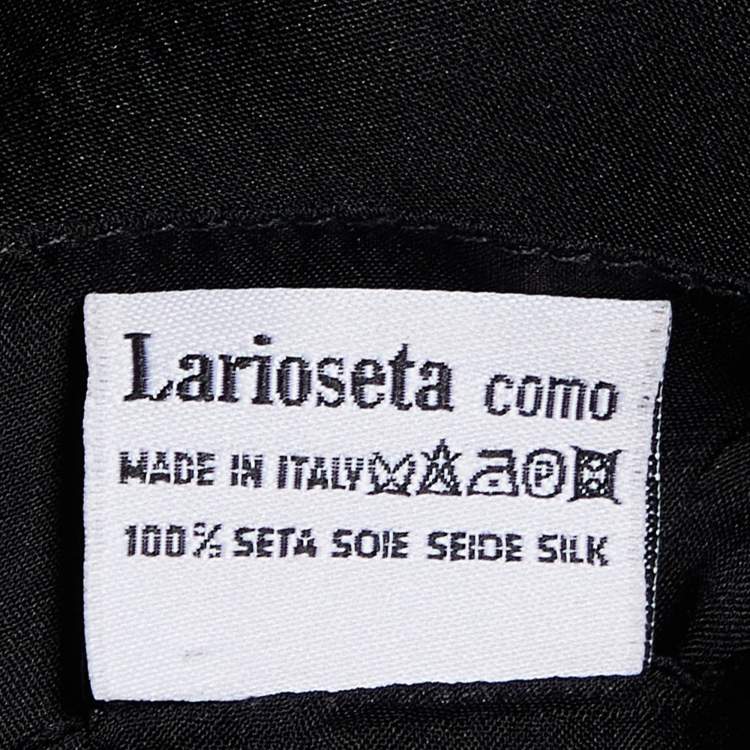 Larioseta como
MADE IN ITALY P
100% SETA SOIE SEIDE SILK